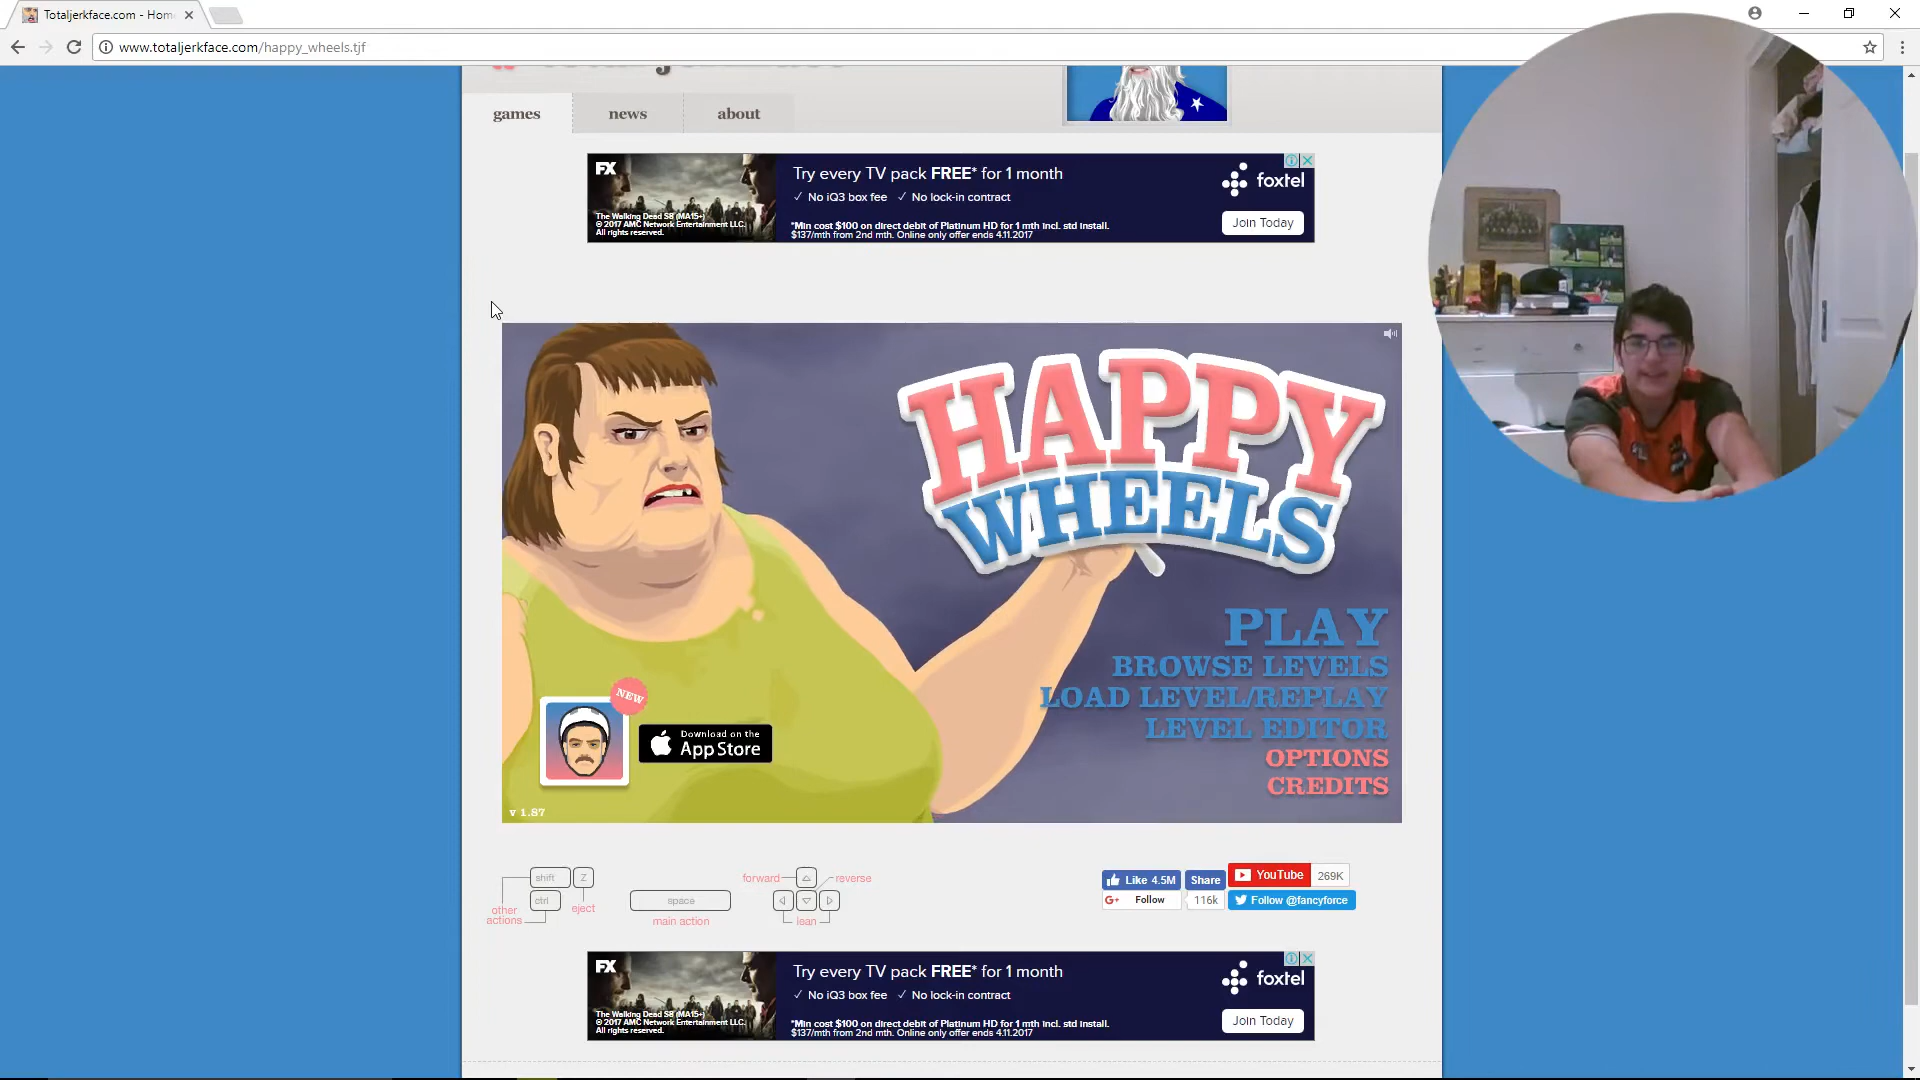 Totaljerkface.com - Hom
www.totaljerkface.com/happy_wheels.tjf
games
news
about
FX
The Walking Dead S8 (MA15+)
© 2017 AMC Network Entertainment LLC.
All rights reserved.
Try every TV pack FREE* for 1 month
✓ No iQ3 box fee ✓ No lock-in contract
*Min cost $100 on direct debit of Platinum HD for 1 mth incl. std install.
$137/mth from 2nd mth. Online only offer ends 4.11.2017
foxtel
Join Today
HAPPY
WHEELS
PLAY
BROWSE LEVELS
LOAD LEVEL/REPLAY
LEVEL EDITOR
OPTIONS
CREDITS
NEW
Download on the
App Store
v 1.87
shift
Z
ctrl
other
actions
eject
space
main action
forward
reverse
lean
Like 4.5M
Share
YouTube
269K
G+ Follow
116k
Follow @fancyforce
FX
The Walking Dead S8 (MA15+)
© 2017 AMC Network Entertainment LLC.
All rights reserved.
Try every TV pack FREE* for 1 month
✓ No iQ3 box fee ✓ No lock-in contract
*Min cost $100 on direct debit of Platinum HD for 1 mth incl. std install.
$137/mth from 2nd mth. Online only offer ends 4.11.2017
foxtel
Join Today